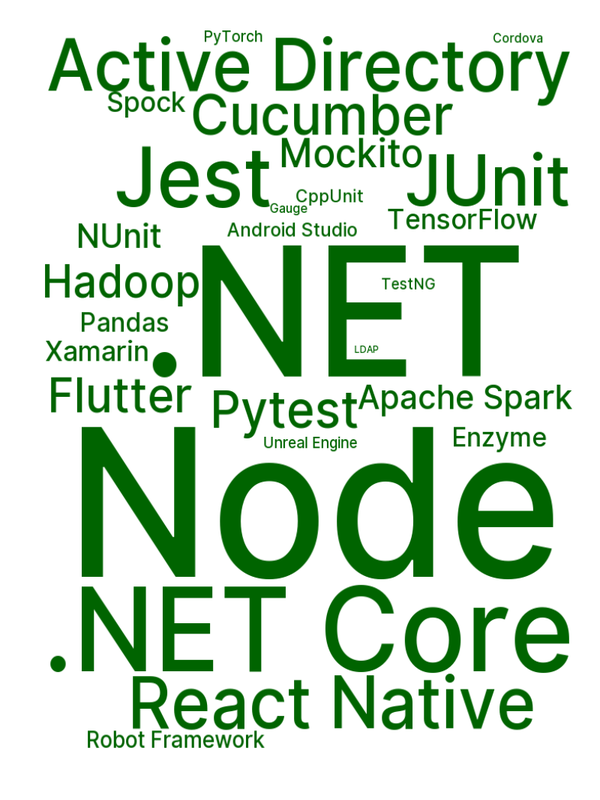 PyTorch
Cordova
Active Directory
Spock
Cucumber
Mockito
Jest
JUnit
CppUnit
Gauge
TensorFlow
Android Studio
NUnit
.NET
Hadoop
TestNG
Pandas
LDAP
Xamarin
Flutter
Pytest
Apache Spark
Enzyme
Unreal Engine
Node
.NET Core
React Native
Robot Framework